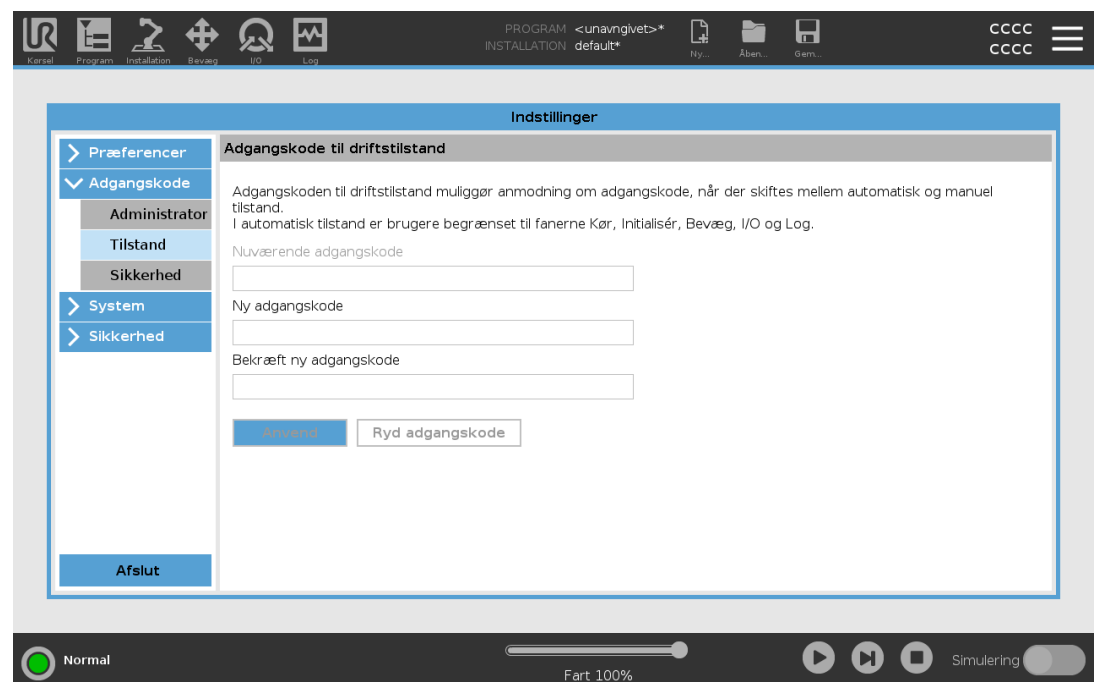 PROGRAM <unavngivet>*
INSTALLATION default*
cccc
cccc
Kørsel Program Installation Bevæg I/O Log Ny... Åben... Gem...
Indstillinger
Præferencer
Adgangskode
Administrator
Tilstand
Sikkerhed
System
Sikkerhed
Afslut
Adgangskode til driftstilstand
Adgangskoden til driftstilstand muliggør anmodning om adgangskode, når der skiftes mellem automatisk og manuel
tilstand.
I automatisk tilstand er brugere begrænset til fanerne Kør, Initialisér, Bevæg, I/O og Log.
Nuværende adgangskode
Ny adgangskode
Bekræft ny adgangskode
Anvend Ryd adgangskode
Normal
Fart 100%
Simulering